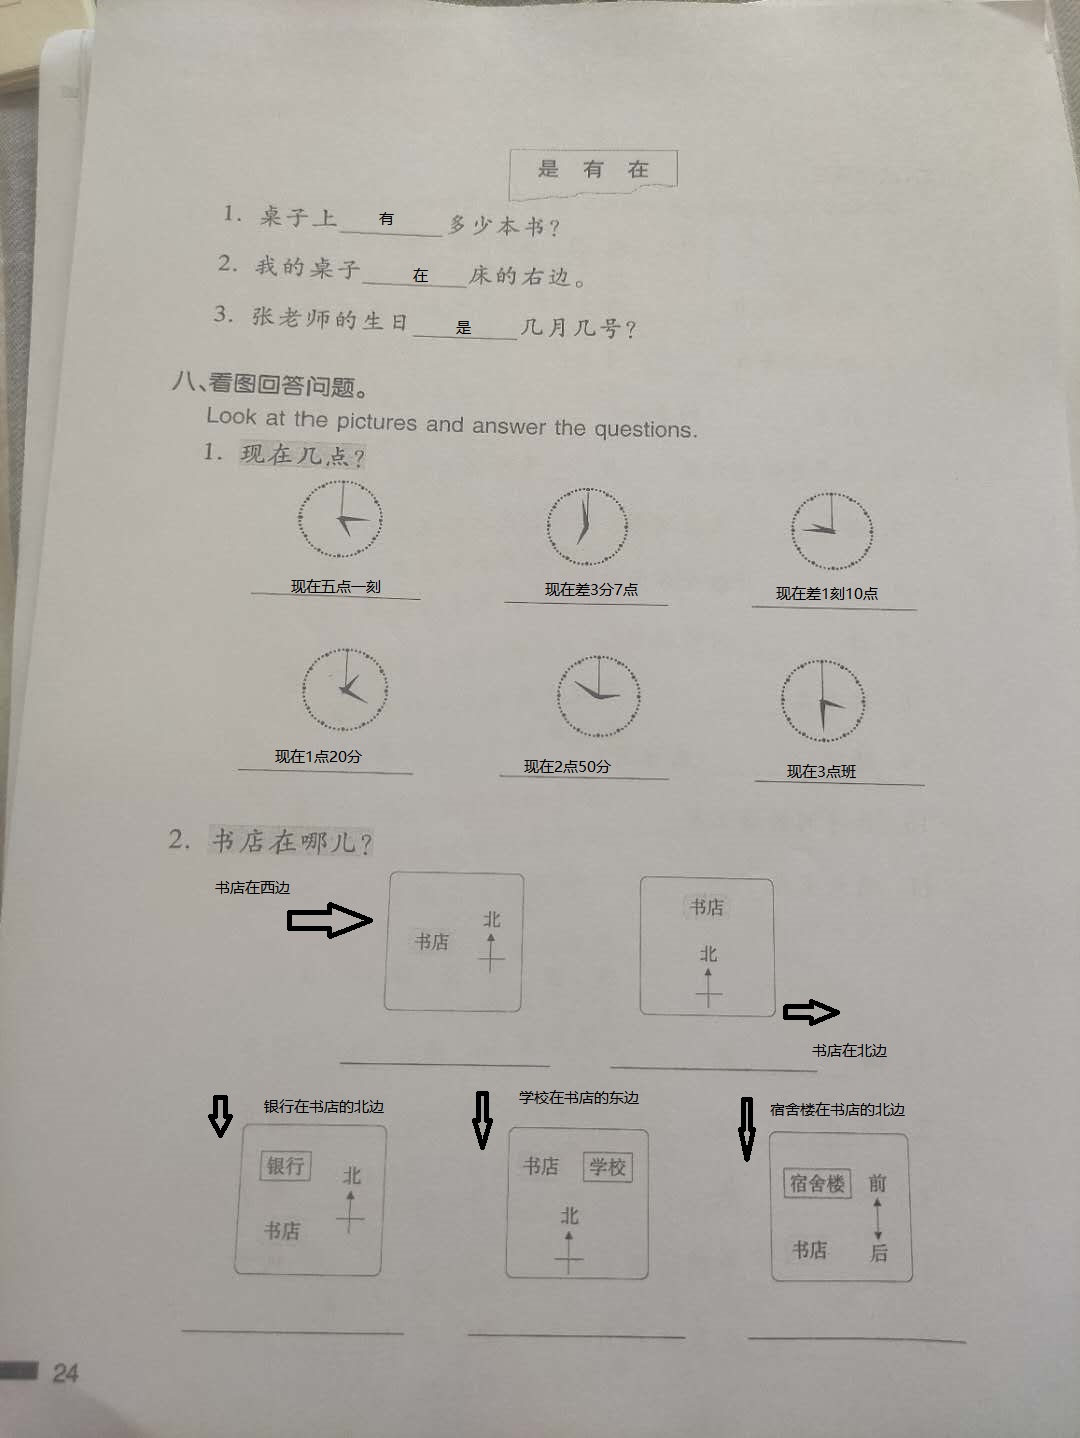 是 有 在
1. 桌子上 有 多少本书？
2. 我的桌子 在 床的右边。
3. 张老师的生日 是 几月几号？
八、看图回答问题。
Look at the pictures and answer the questions.
1. 现在几点？
现在五点一刻 现在差3分7点 现在差1刻10点
现在1点20分 现在2点50分 现在3点班
2. 书店在哪儿？
书店在西边
书店 北
书店
北
书店在北边
银行在书店的北边 学校在书店的东边 宿舍楼在书店的北边
银行 北
书店
书店 学校
北
宿舍楼 前
书店 后
24